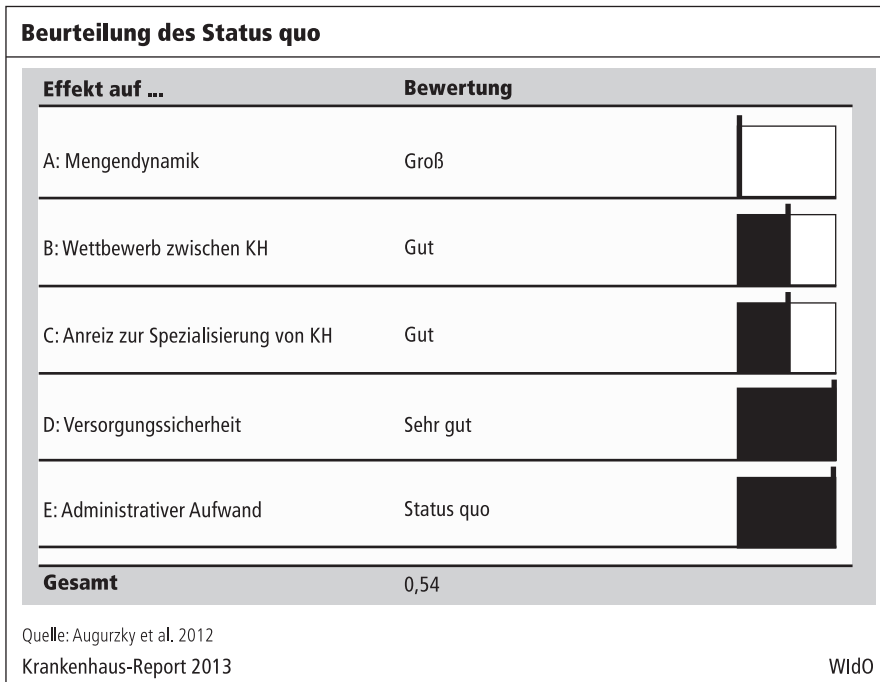 Beurteilung des Status quo
Effekt auf ... Bewertung
A: Mengendynamik Groß
B: Wettbewerb zwischen KH Gut
C: Anreiz zur Spezialisierung von KH Gut
D: Versorgungssicherheit Sehr gut
E: Administrativer Aufwand Status quo
Gesamt 0,54
Quelle: Augurzky et al. 2012
Krankenhaus-Report 2013 WIdO